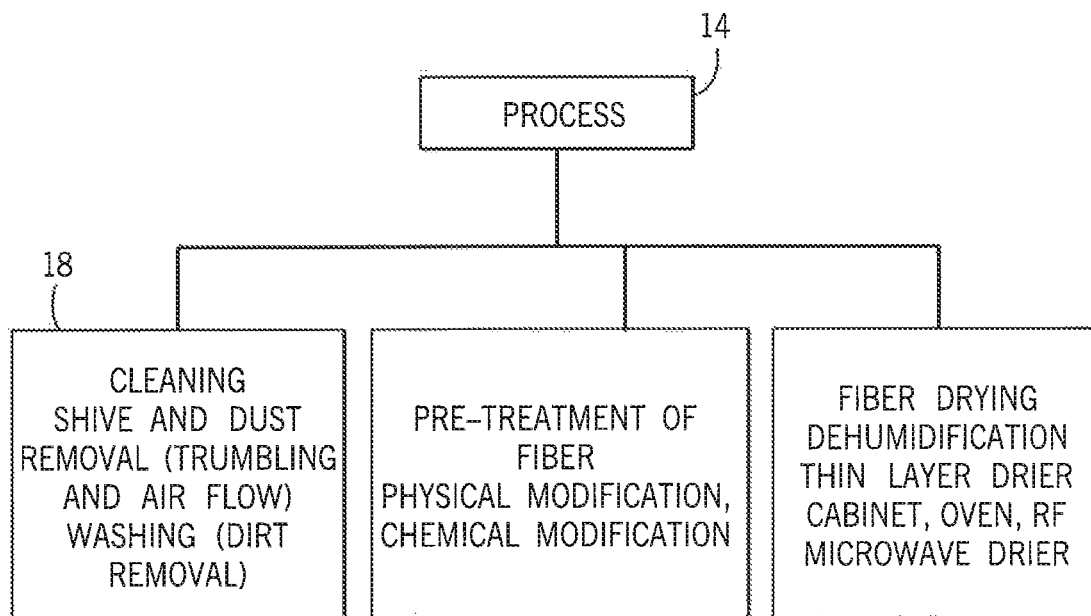 14
PROCESS
18
CLEANING
SHIVE AND DUST
REMOVAL (TRUMBLING
AND AIR FLOW)
WASHING (DIRT
REMOVAL)
PRE-TREATMENT OF
FIBER
PHYSICAL MODIFICATION,
CHEMICAL MODIFICATION
FIBER DRYING
DEHUMIDIFICATION
THIN LAYER DRIER
CABINET, OVEN, RF
MICROWAVE DRIER